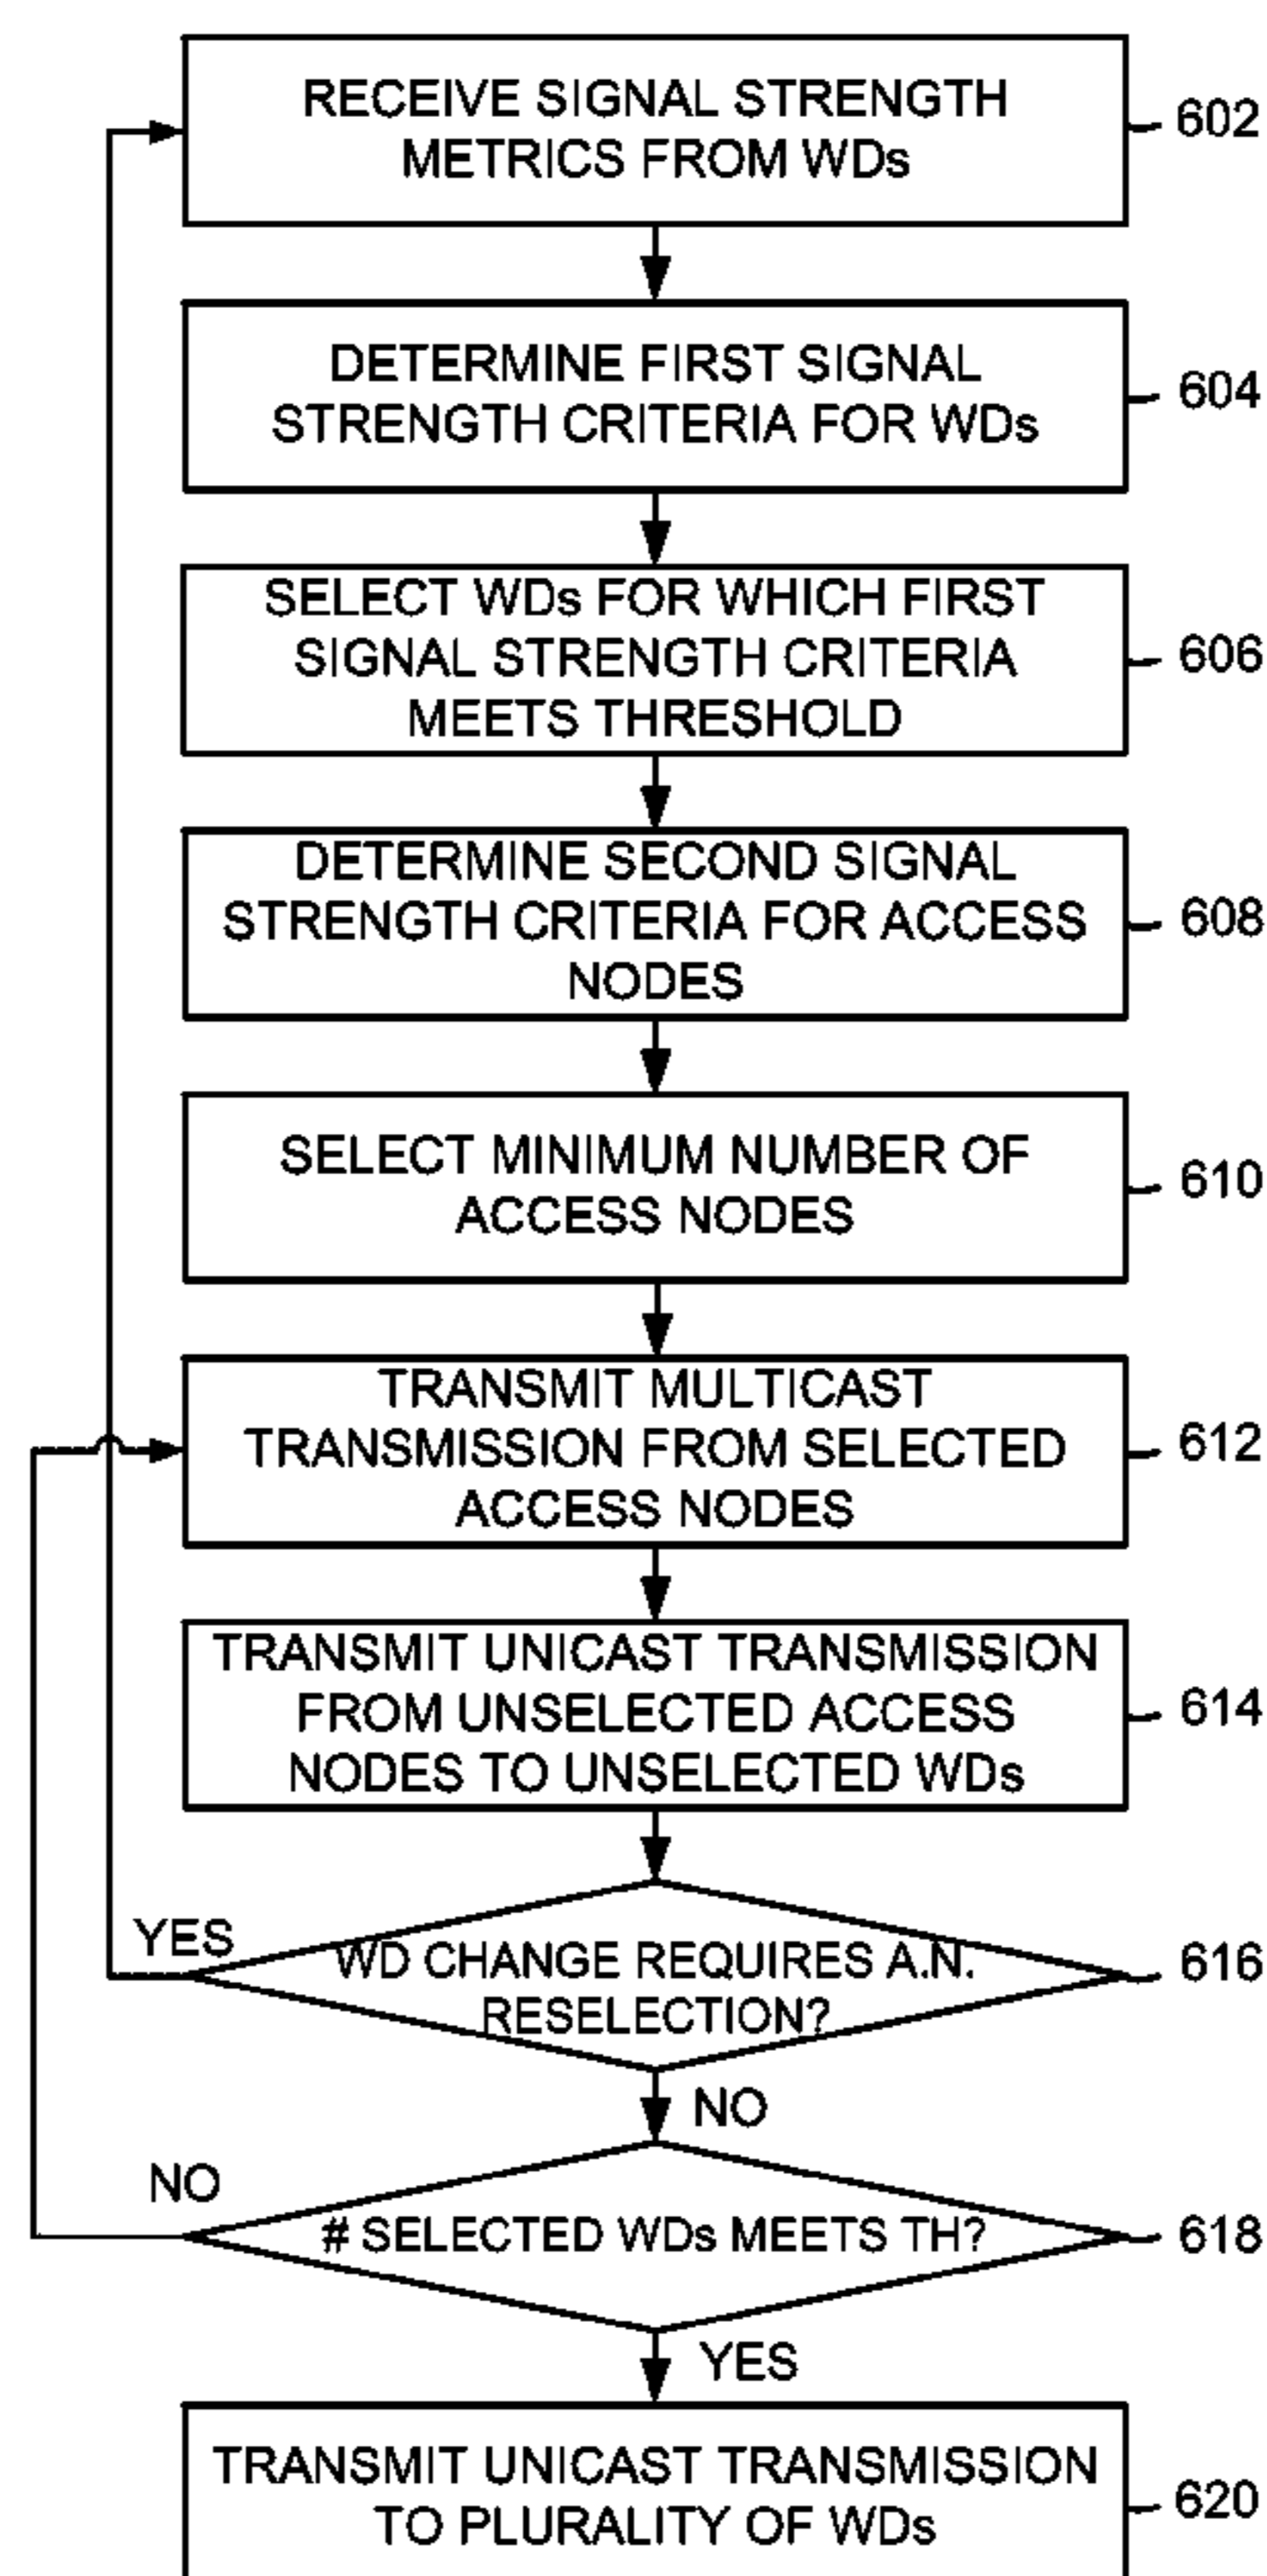 RECEIVE SIGNAL STRENGTH
METRICS FROM WDs
602
DETERMINE FIRST SIGNAL
STRENGTH CRITERIA FOR WDs
604
SELECT WDs FOR WHICH FIRST
SIGNAL STRENGTH CRITERIA
MEETS THRESHOLD
606
DETERMINE SECOND SIGNAL
STRENGTH CRITERIA FOR ACCESS
NODES
608
SELECT MINIMUM NUMBER OF
ACCESS NODES
610
TRANSMIT MULTICAST
TRANSMISSION FROM SELECTED
ACCESS NODES
612
TRANSMIT UNICAST TRANSMISSION
FROM UNSELECTED ACCESS
NODES TO UNSELECTED WDs
614
YES
WD CHANGE REQUIRES A.N.
RESELECTION?
616
NO
NO
# SELECTED WDs MEETS TH?
618
YES
TRANSMIT UNICAST TRANSMISSION
TO PLURALITY OF WDs
620